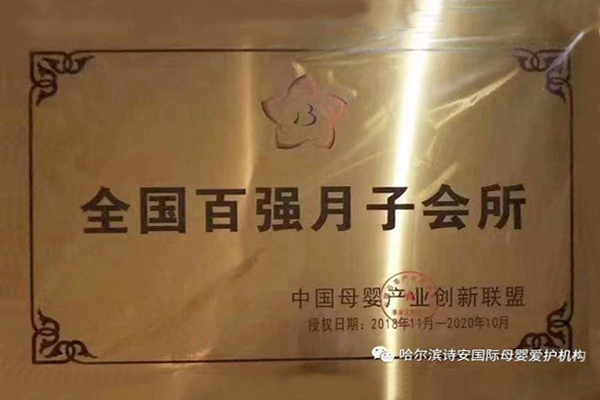 全国百强月子会所
中国母婴产业创新联盟
授权日期：2018年11月—2020年10月
哈尔滨诗安国际母婴爱护机构